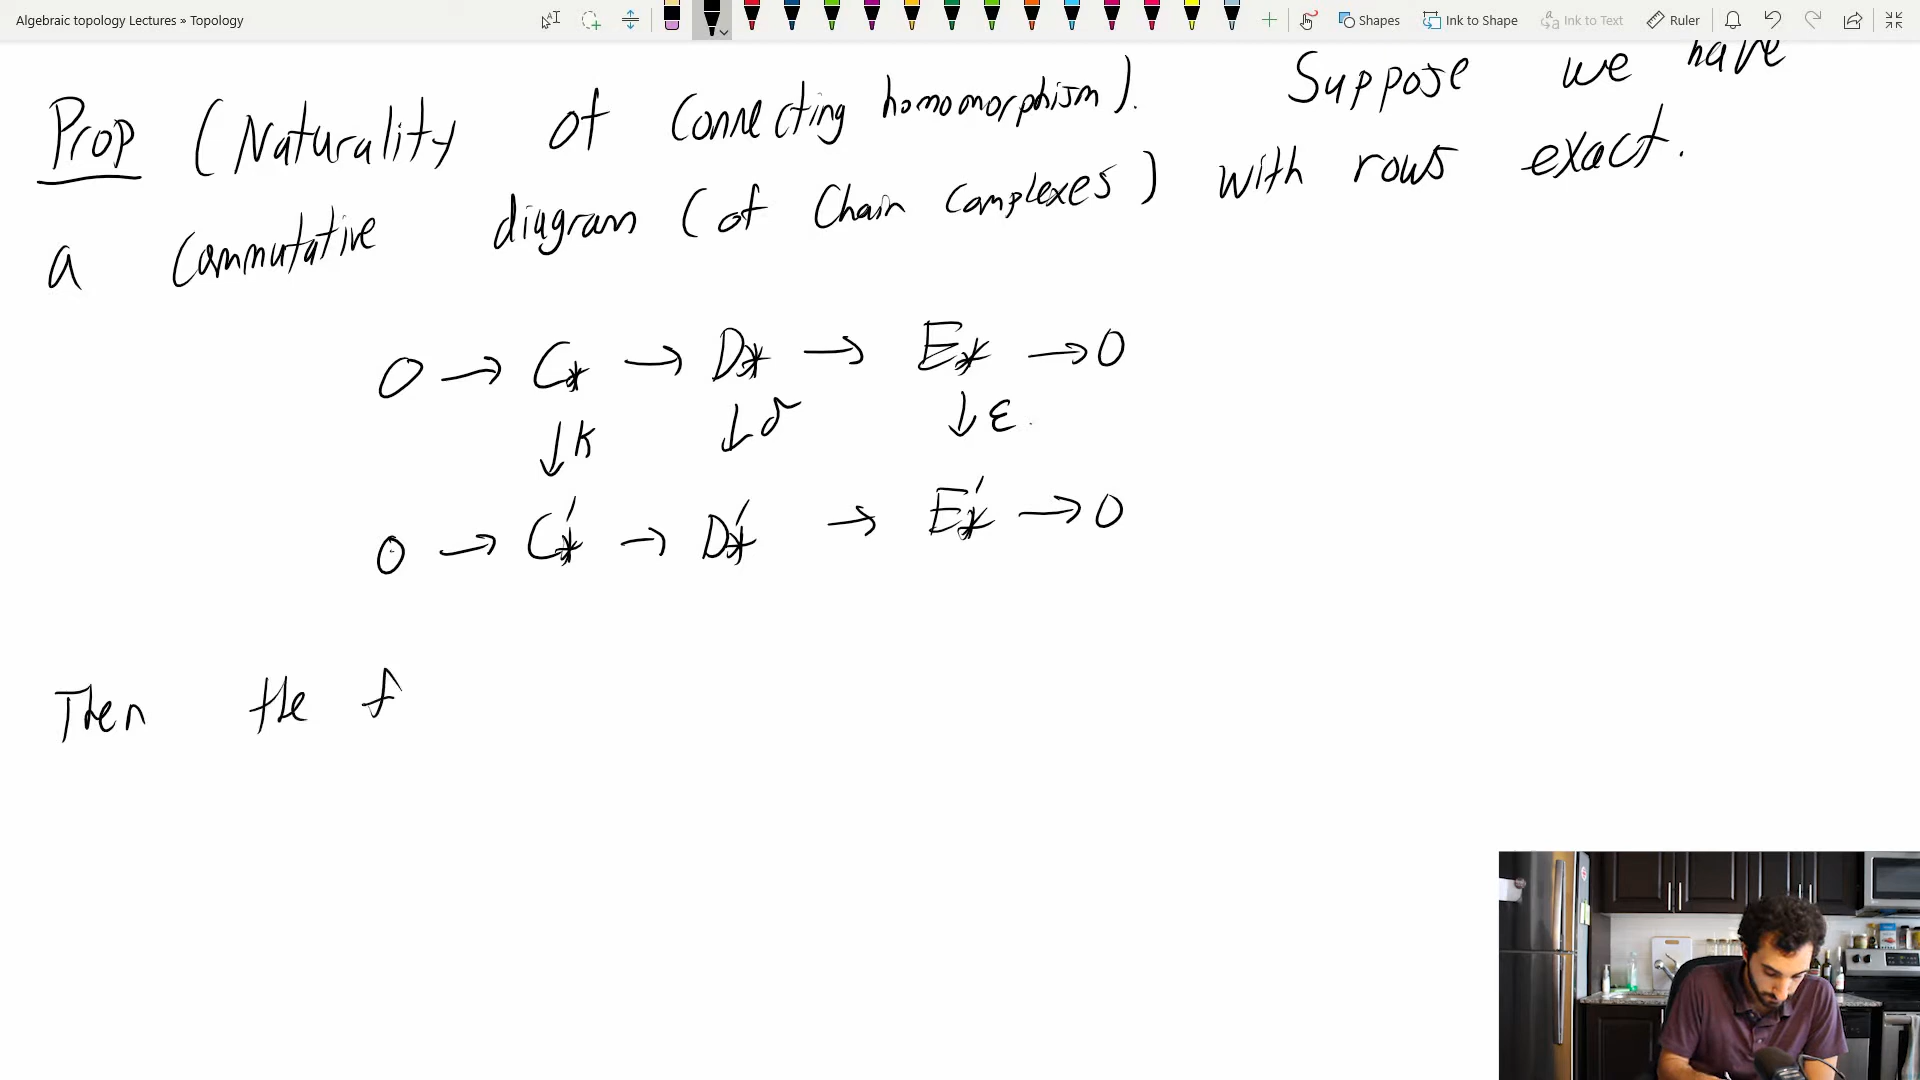 Algebraic topology Lectures » Topology
Shapes Ink to Shape Ink to Text Ruler
Prop (Naturality of connecting homomorphism). Suppose we have
a commutative diagram (of Chain complexes) with rows exact.
0 → C* → D* → E* → 0
↓ k ↓ δ ↓ ε
0 → C'* → D'* → E'* → 0
Then the f